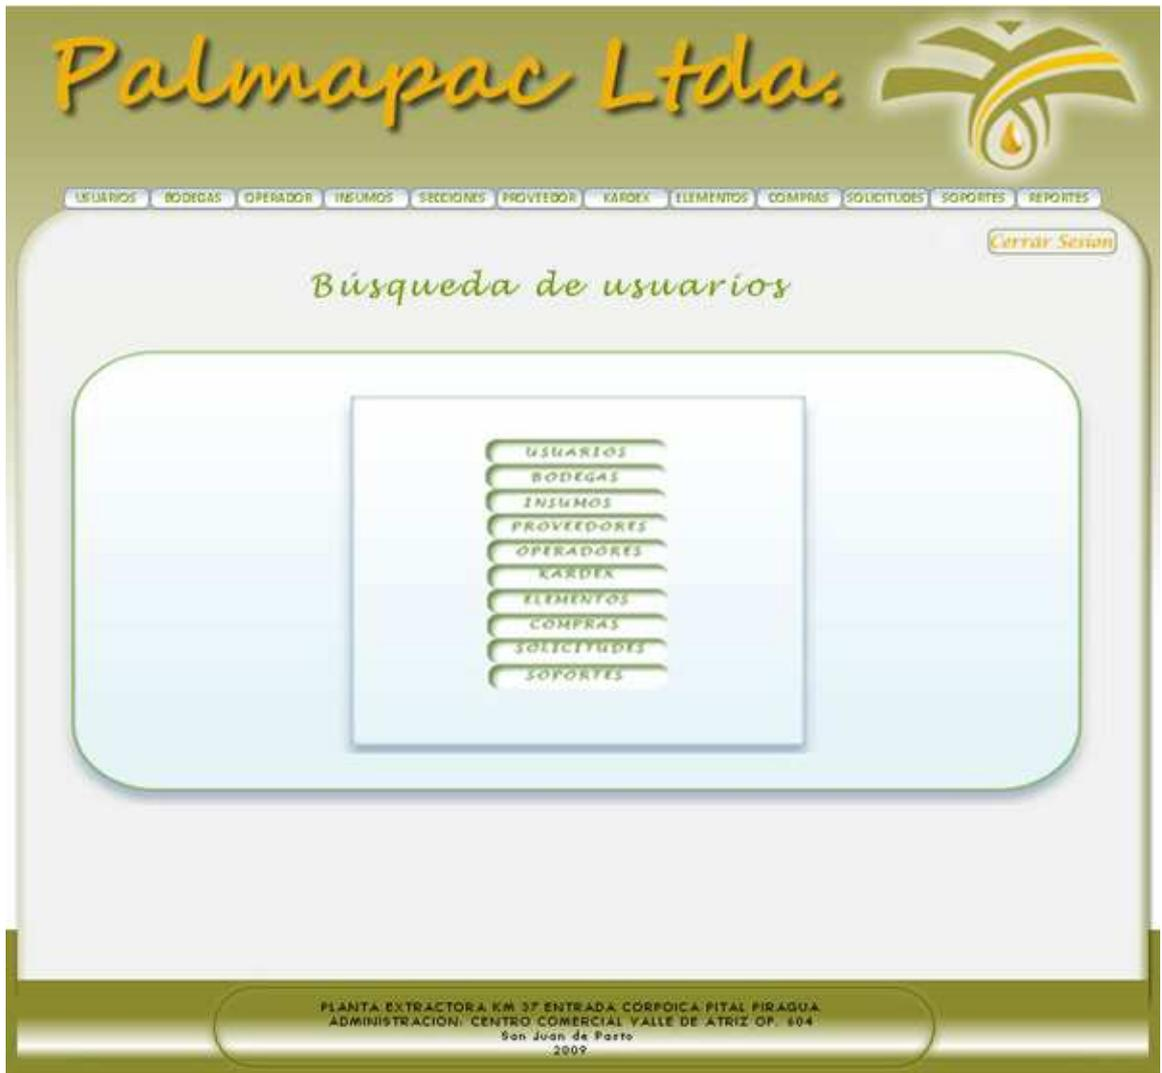 Palmapac Ltda.
USUARIOS BODEGAS OPERADOR INSUMOS SECCIONES PROVEEDOR KARDEX ELEMENTOS COMPRAS SOLICITUDES SOPORTES REPORTES
Cerrar Sesion
Búsqueda de usuarios
USUARIOS
BODEGAS
INSUMOS
PROVEEDORES
OPERADORES
KARDEX
ELEMENTOS
COMPRAS
SOLICITUDES
SOPORTES
PLANTA EXTRACTORA KM 37 ENTRADA CORPOICA PITAL PIRAGUA
ADMINISTRACION: CENTRO COMERCIAL VALLE DE ATRIZ OF. 604
San Juan de Pasto
2009